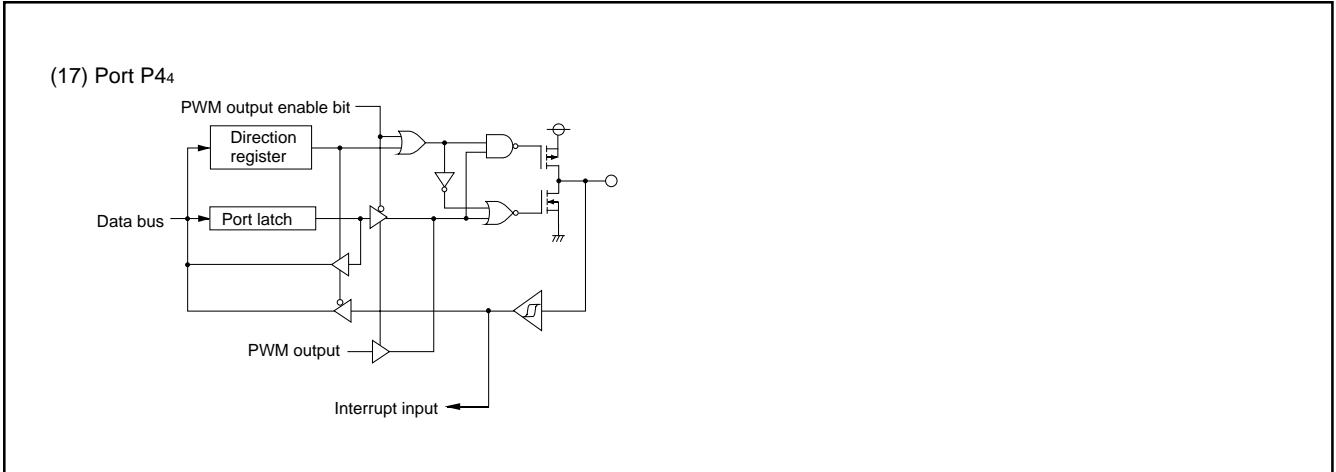 (17) Port P44
PWM output enable bit
Direction
register
Data bus
Port latch
PWM output
Interrupt input